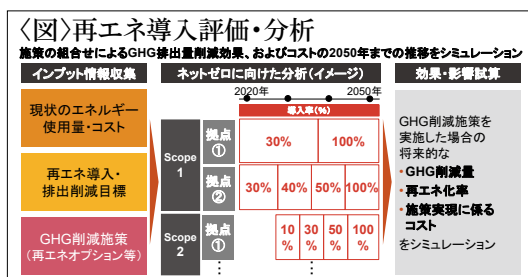 〈図〉再エネ導入評価・分析
施策の組合せによるGHG排出量削減効果、およびコストの2050年までの推移をシミュレーション
インプット情報収集
現状のエネルギー
使用量・コスト
再エネ導入・
排出削減目標
GHG削減施策
(再エネオプション等)
ネットゼロに向けた分析(イメージ)
2020年 2050年
導入率(%)
Scope
1
拠点
①
30% 100%
拠点
②
30% 40% 50% 100%
Scope
2
拠点
①
10
%
30
%
50
%
100
%
⋮ ⋮
効果・影響試算
GHG削減施策を
実施した場合の
将来的な
・GHG削減量
・再エネ化率
・施策実現に係る
コスト
をシミュレーション